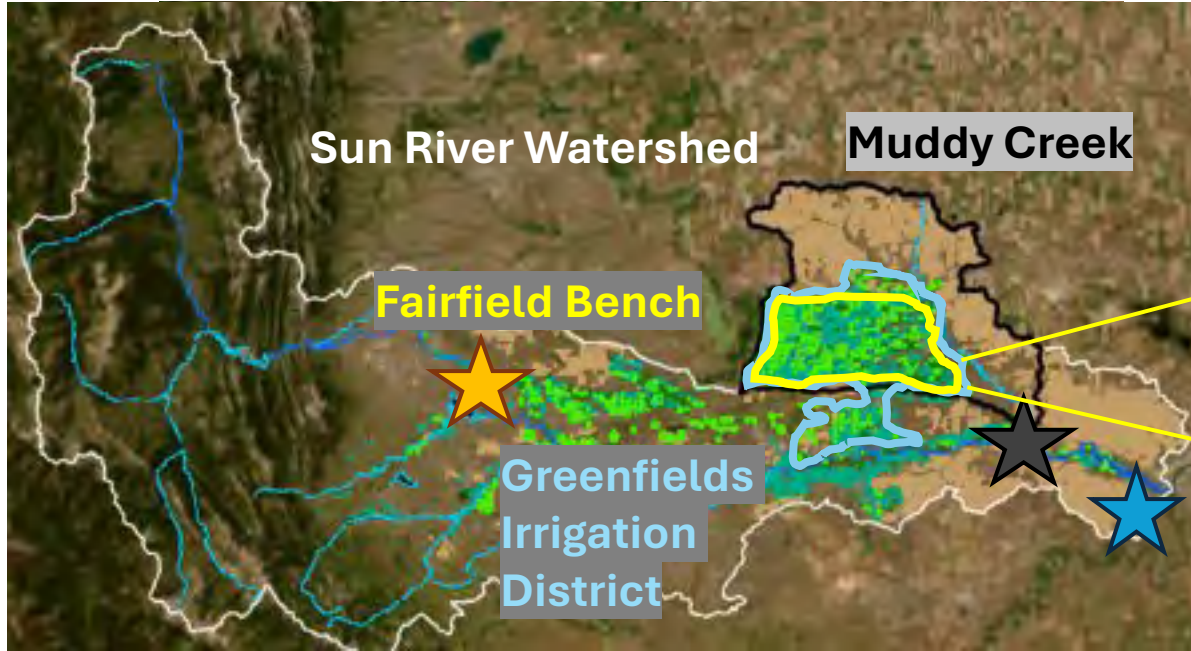 Sun River Watershed
Muddy Creek
Fairfield Bench
Greenfields
Irrigation
District